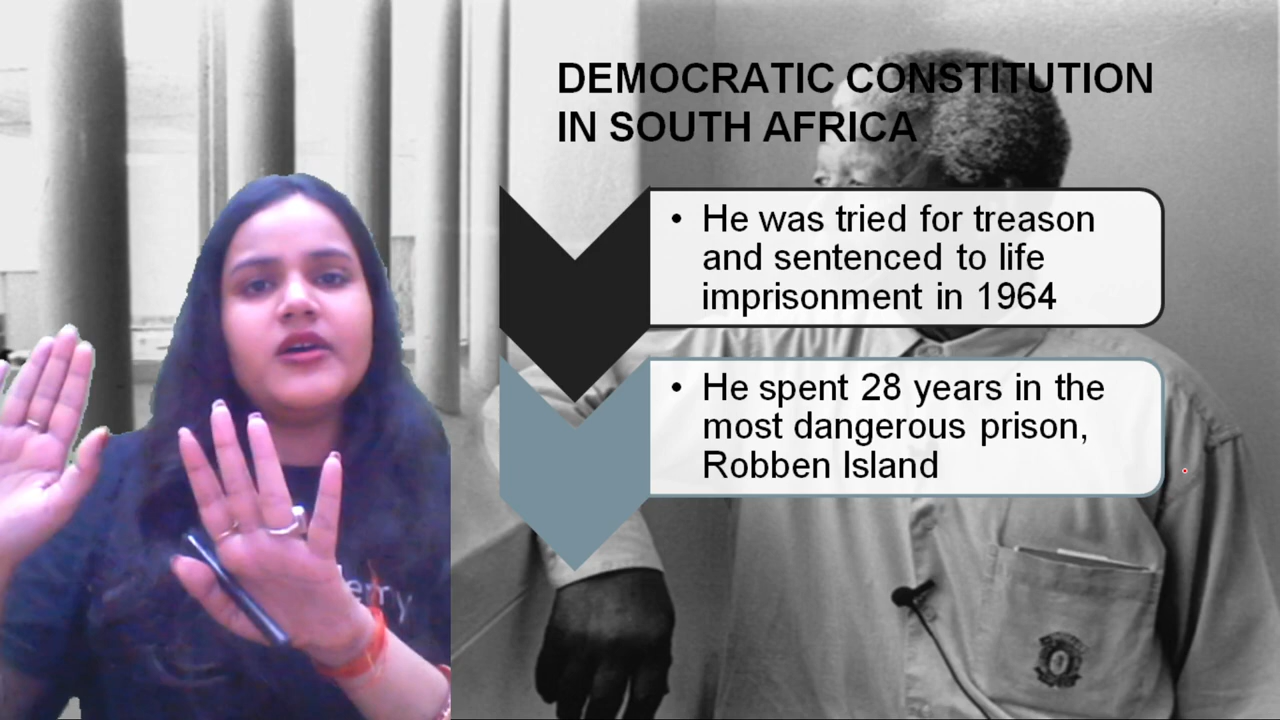 DEMOCRATIC CONSTITUTION
IN SOUTH AFRICA
• He was tried for treason
and sentenced to life
imprisonment in 1964
• He spent 28 years in the
most dangerous prison,
Robben Island